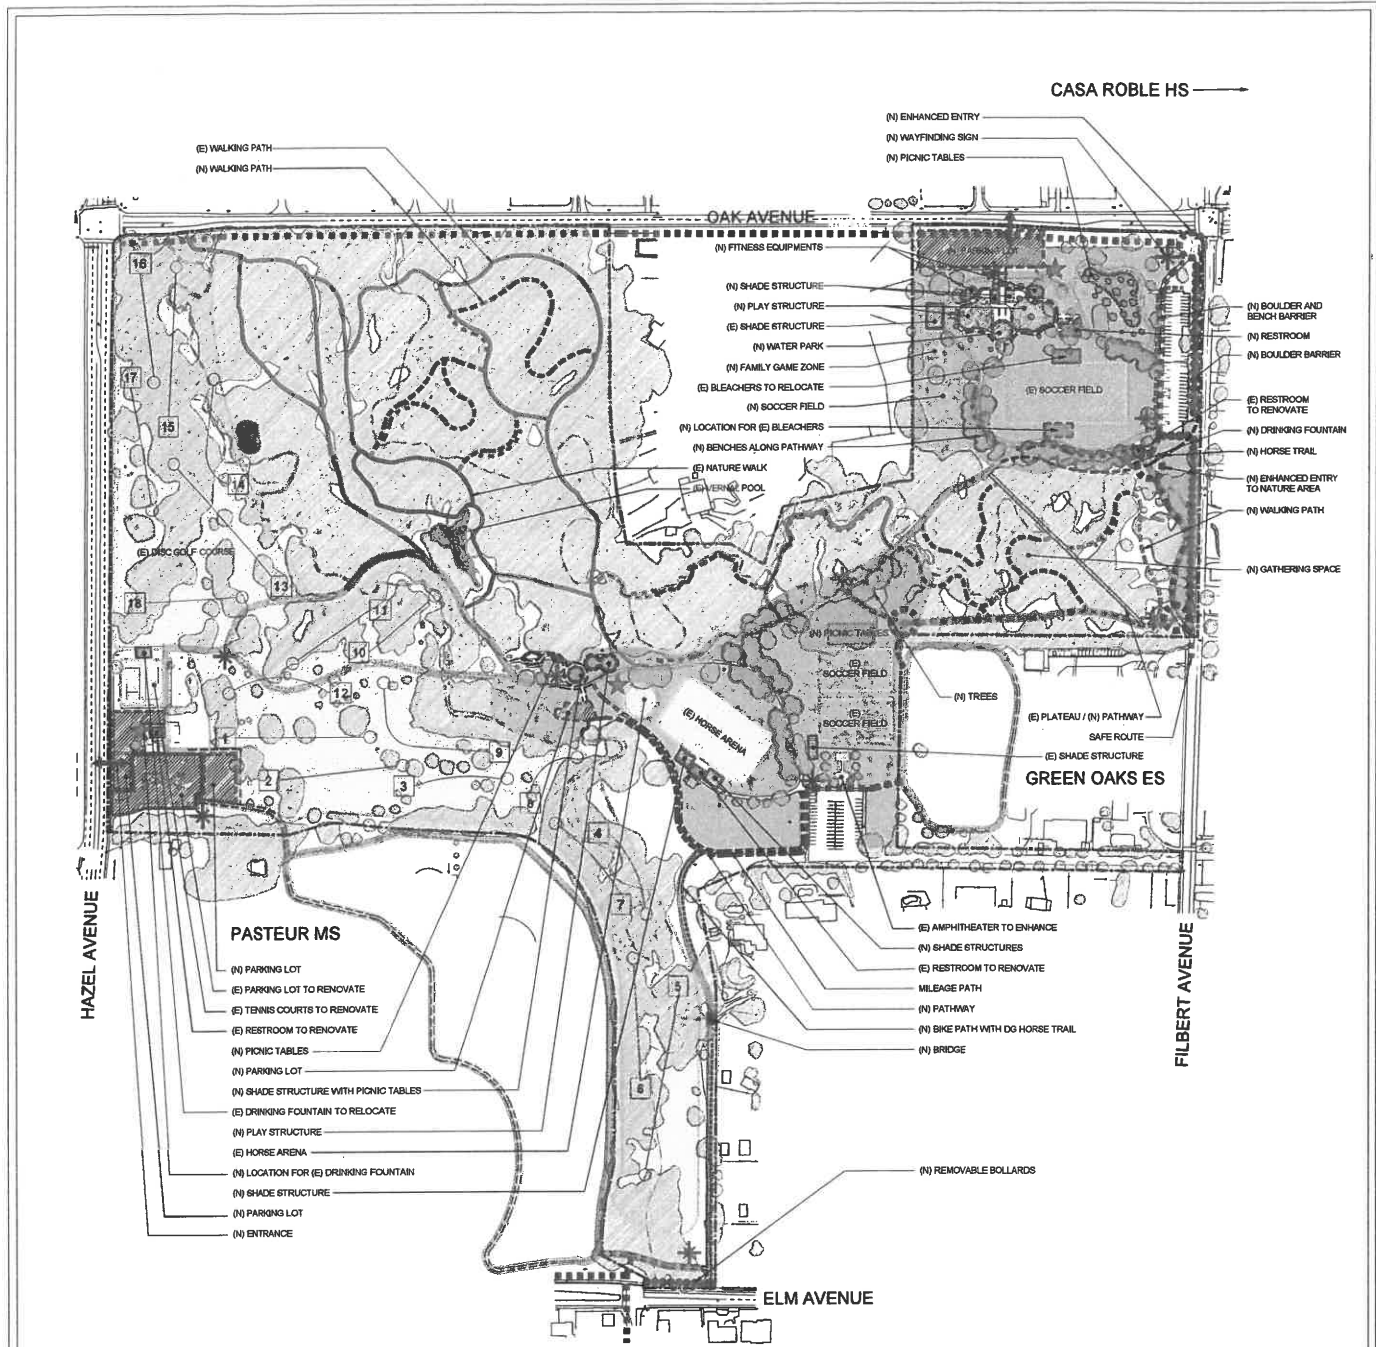 CASA ROBLE HS
(N) ENHANCED ENTRY
(N) WAYFINDING SIGN
(N) PICNIC TABLES
(E) WALKING PATH
(N) WALKING PATH
OAK AVENUE
(N) FITNESS EQUIPMENTS
(N) PARKING LOT
(N) SHADE STRUCTURE
(N) PLAY STRUCTURE
(E) SHADE STRUCTURE
(N) WATER PARK
(N) FAMILY GAME ZONE
(E) BLEACHERS TO RELOCATE
(N) SOCCER FIELD
(N) LOCATION FOR (E) BLEACHERS
(N) BENCHES ALONG PATHWAY
(E) NATURE WALK
(E) VERNAL POOL
(E) SOCCER FIELD
(N) BOULDER AND
BENCH BARRIER
(N) RESTROOM
(N) BOULDER BARRIER
(E) RESTROOM
TO RENOVATE
(N) DRINKING FOUNTAIN
(N) HORSE TRAIL
(N) ENHANCED ENTRY
TO NATURE AREA
(N) WALKING PATH
(N) GATHERING SPACE
16
17
15
14
(E) DISC GOLF COURSE
13
18
11
10
12
1
9
2
3
8
4
7
5
6
(N) PICNIC TABLES
(E)
SOCCER FIELD
(E)
SOCCER FIELD
(E) HORSE ARENA
(N) TREES
(E) PLATEAU / (N) PATHWAY
SAFE ROUTE
(E) SHADE STRUCTURE
GREEN OAKS ES
HAZEL AVENUE
PASTEUR MS
FILBERT AVENUE
(N) PARKING LOT
(E) PARKING LOT TO RENOVATE
(E) TENNIS COURTS TO RENOVATE
(E) RESTROOM TO RENOVATE
(N) PICNIC TABLES
(N) PARKING LOT
(N) SHADE STRUCTURE WITH PICNIC TABLES
(E) DRINKING FOUNTAIN TO RELOCATE
(N) PLAY STRUCTURE
(E) HORSE ARENA
(N) LOCATION FOR (E) DRINKING FOUNTAIN
(N) SHADE STRUCTURE
(N) PARKING LOT
(N) ENTRANCE
(E) AMPHITHEATER TO ENHANCE
(N) SHADE STRUCTURES
(E) RESTROOM TO RENOVATE
MILEAGE PATH
(N) PATHWAY
(N) BIKE PATH WITH DG HORSE TRAIL
(N) BRIDGE
(N) REMOVABLE BOLLARDS
ELM AVENUE